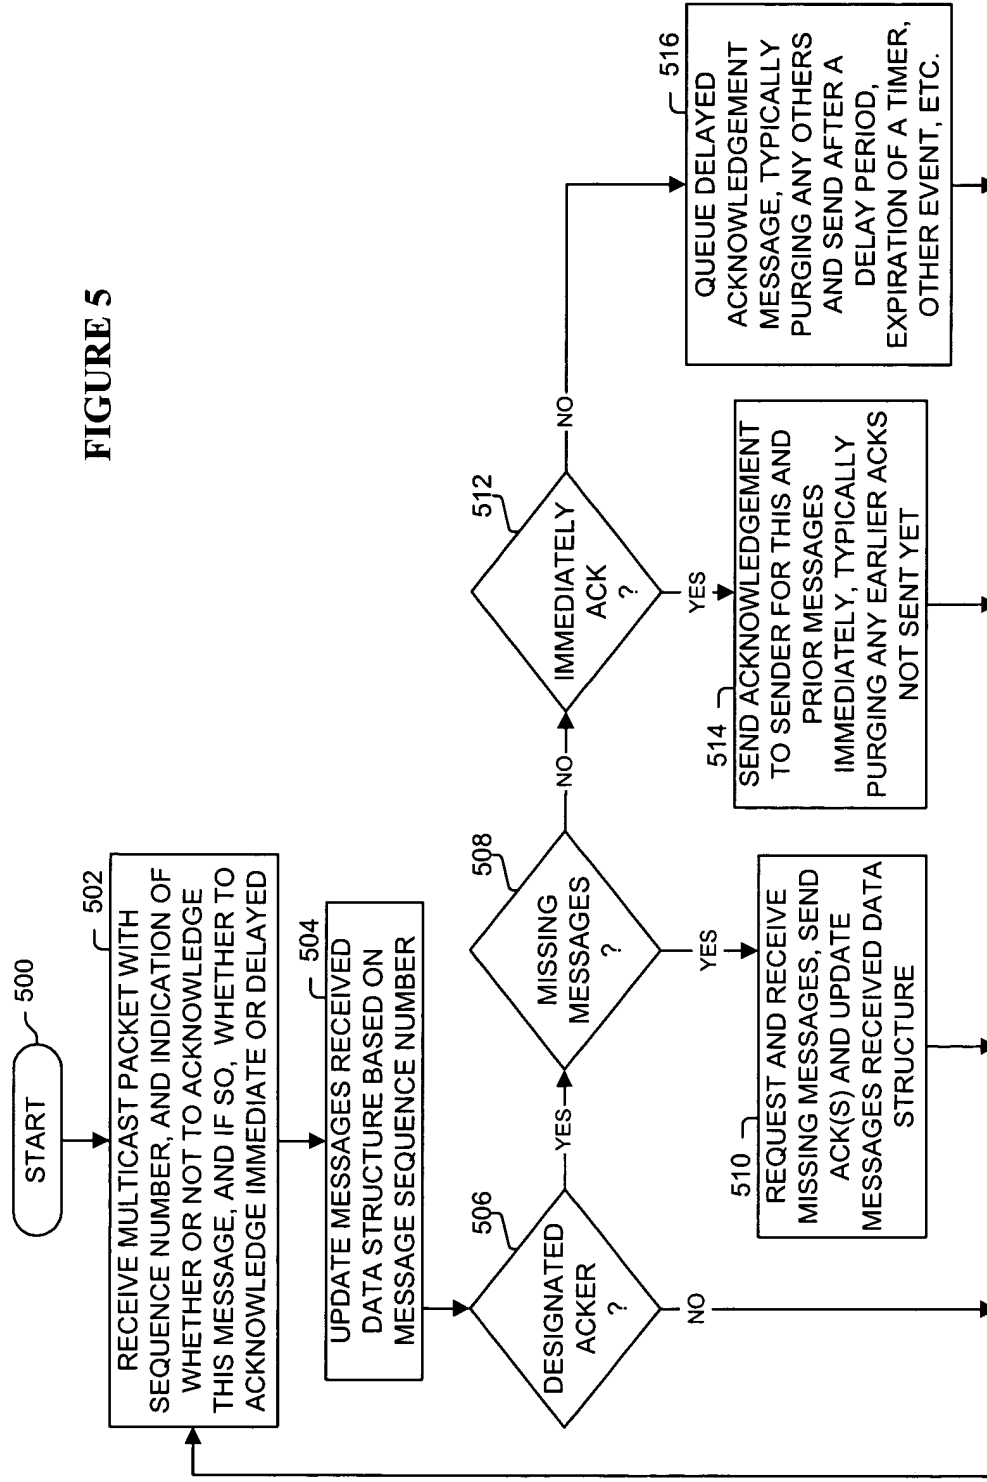 FIGURE 5
START
500
502
RECEIVE MULTICAST PACKET WITH
SEQUENCE NUMBER, AND INDICATION OF
WHETHER OR NOT TO ACKNOWLEDGE
THIS MESSAGE, AND IF SO, WHETHER TO
ACKNOWLEDGE IMMEDIATE OR DELAYED
504
UPDATE MESSAGES RECEIVED
DATA STRUCTURE BASED ON
MESSAGE SEQUENCE NUMBER
506
DESIGNATED
ACKER
?
YES
NO
508
MISSING
MESSAGES
?
NO
YES
510
REQUEST AND RECEIVE
MISSING MESSAGES, SEND
ACK(S) AND UPDATE
MESSAGES RECEIVED DATA
STRUCTURE
512
IMMEDIATELY
ACK
?
NO
YES
514
SEND ACKNOWLEDGEMENT
TO SENDER FOR THIS AND
PRIOR MESSAGES
IMMEDIATELY, TYPICALLY
PURGING ANY EARLIER ACKS
NOT SENT YET
516
QUEUE DELAYED
ACKNOWLEDGEMENT
MESSAGE, TYPICALLY
PURGING ANY OTHERS
AND SEND AFTER A
DELAY PERIOD,
EXPIRATION OF A TIMER,
OTHER EVENT, ETC.